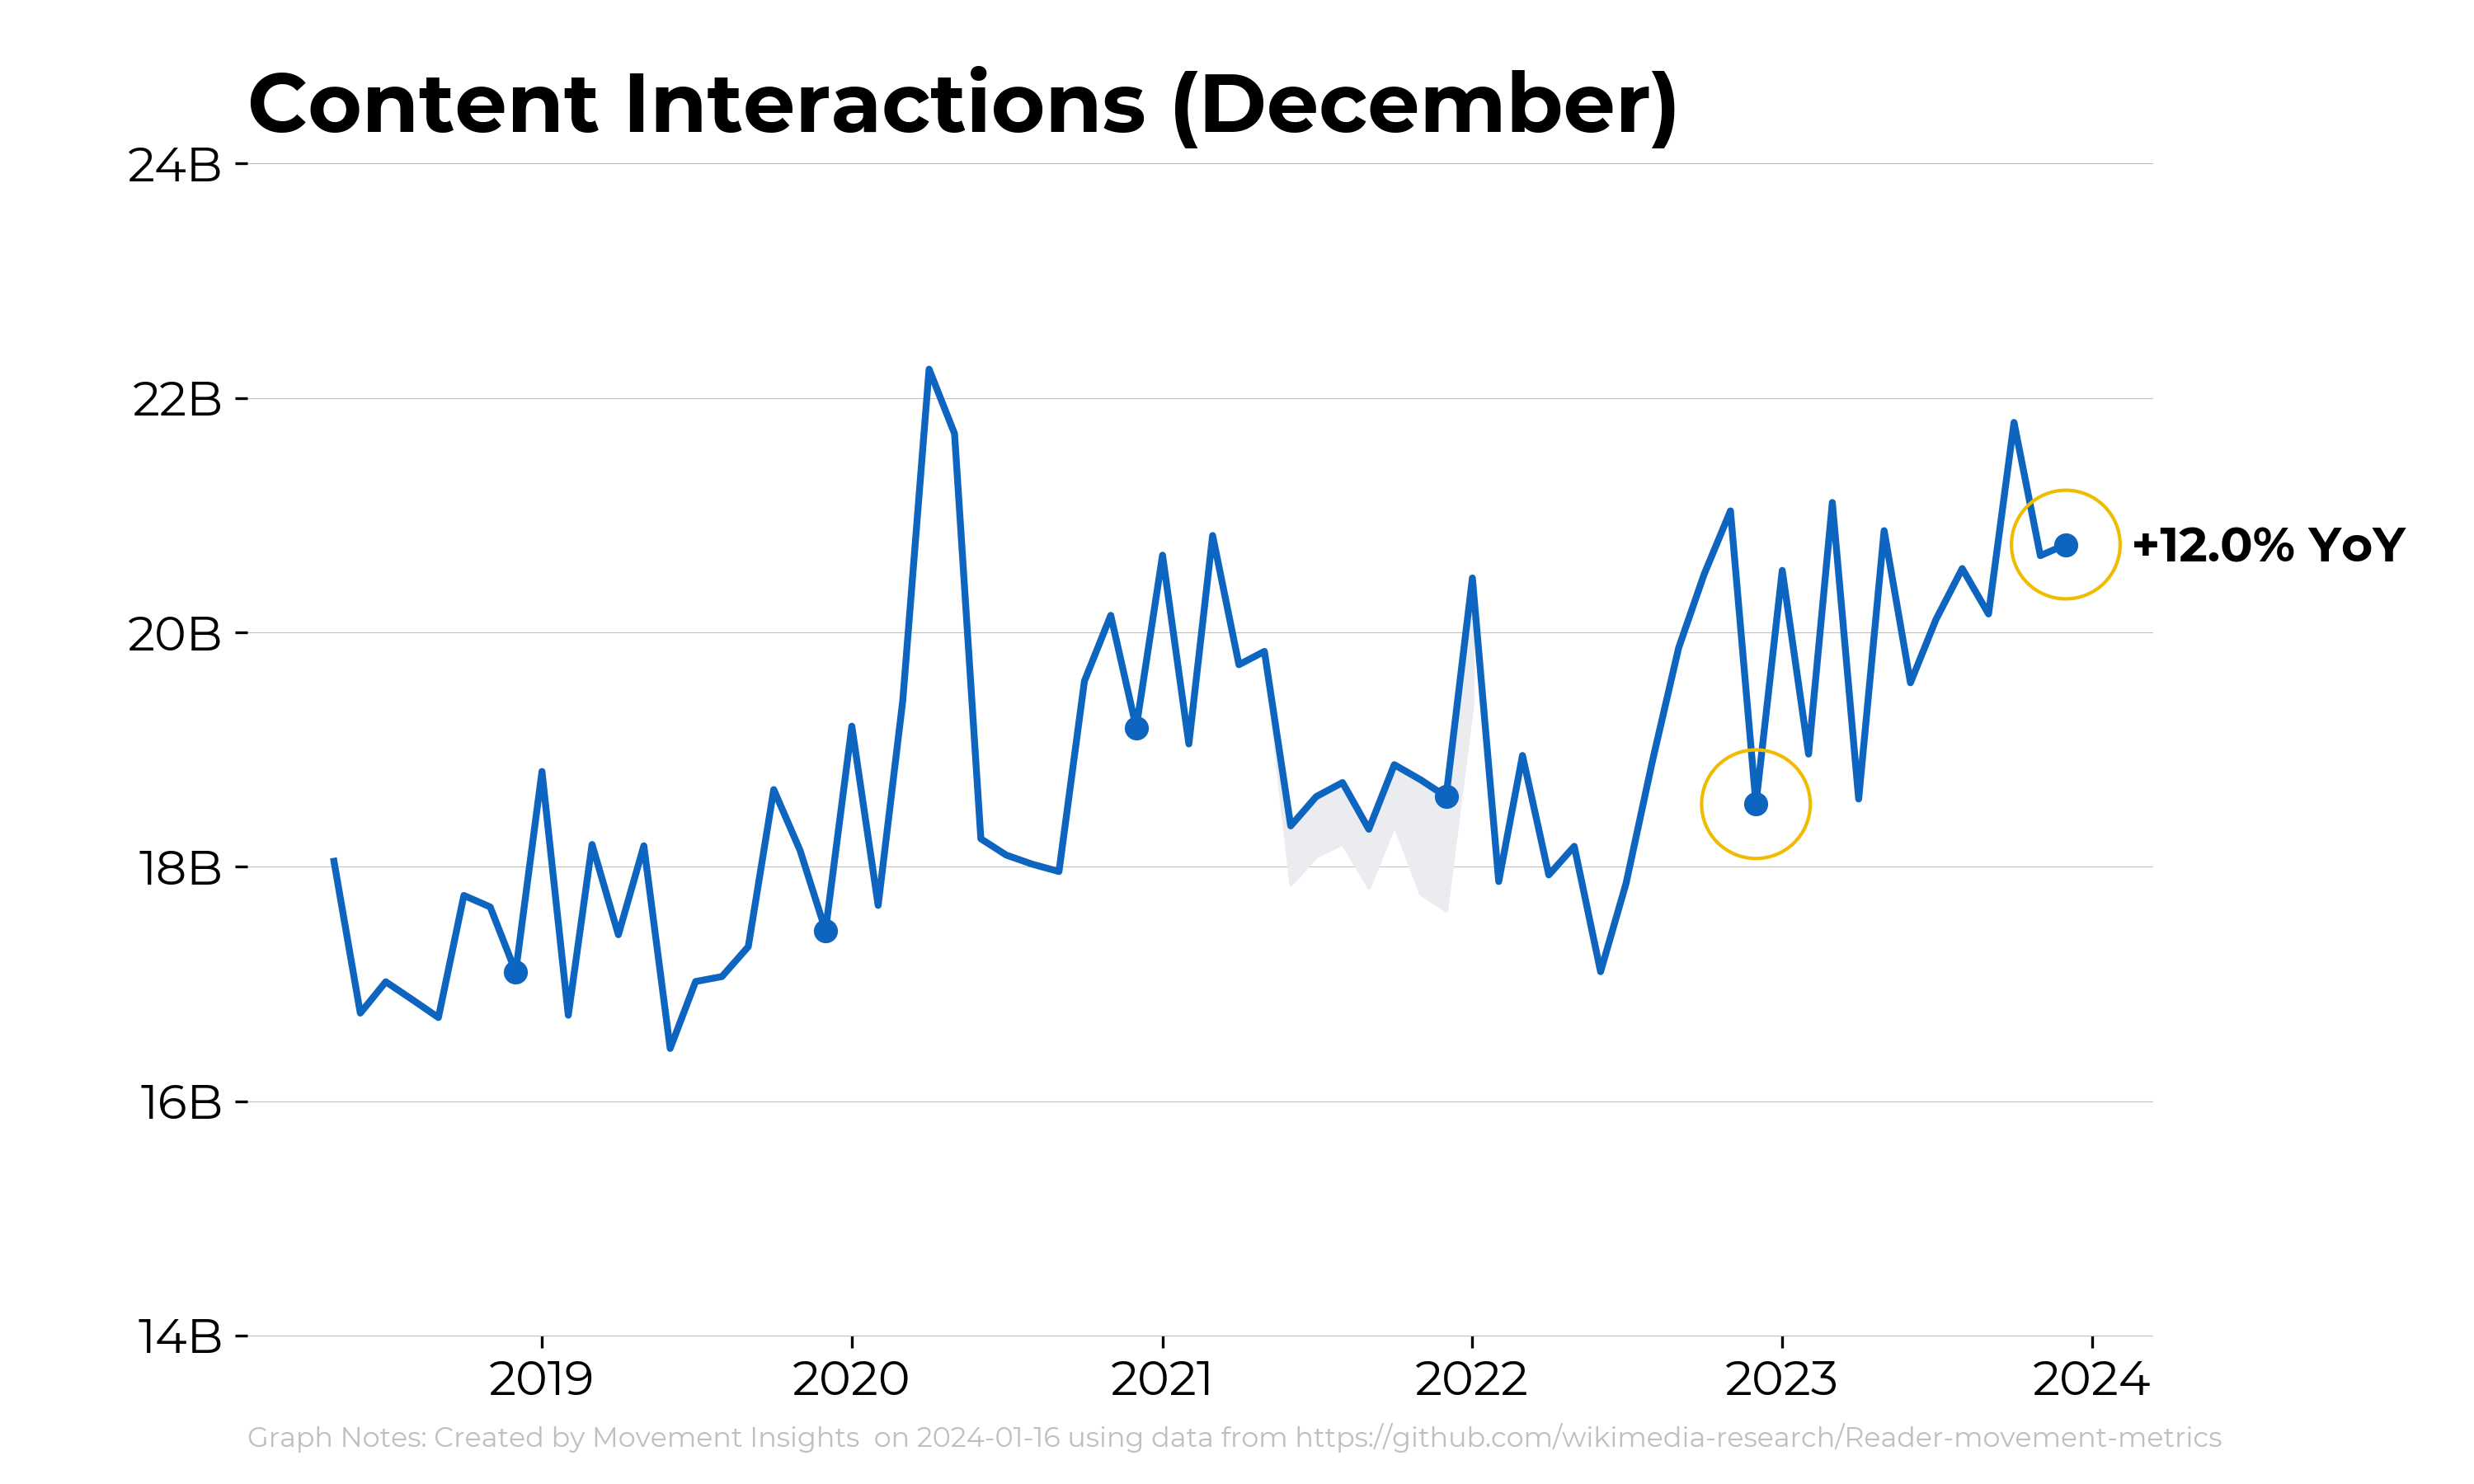 Content Interactions (December)
24B
22B
+12.0% YoY
20B
18B
16B
14B
2019 2020 2021 2022 2023 2024
Graph Notes: Created by Movement Insights  on 2024-01-16 using data from https://github.com/wikimedia-research/Reader-movement-metrics